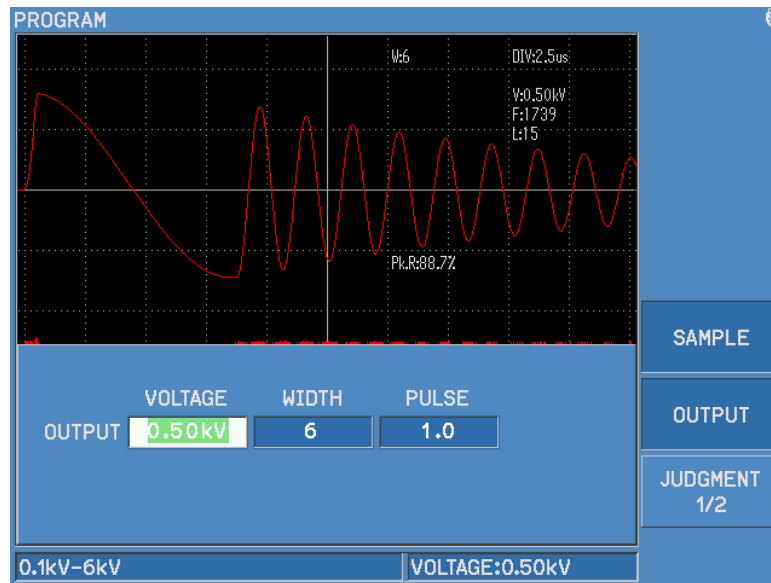 PROGRAM
W:6 DIV:2.5us
V:0.50kV
F:1739
L:15
Pk.R:88.7%
VOLTAGE WIDTH PULSE
OUTPUT 0.50kV 6 1.0
SAMPLE
OUTPUT
JUDGMENT
1/2
0.1kV-6kV VOLTAGE:0.50kV